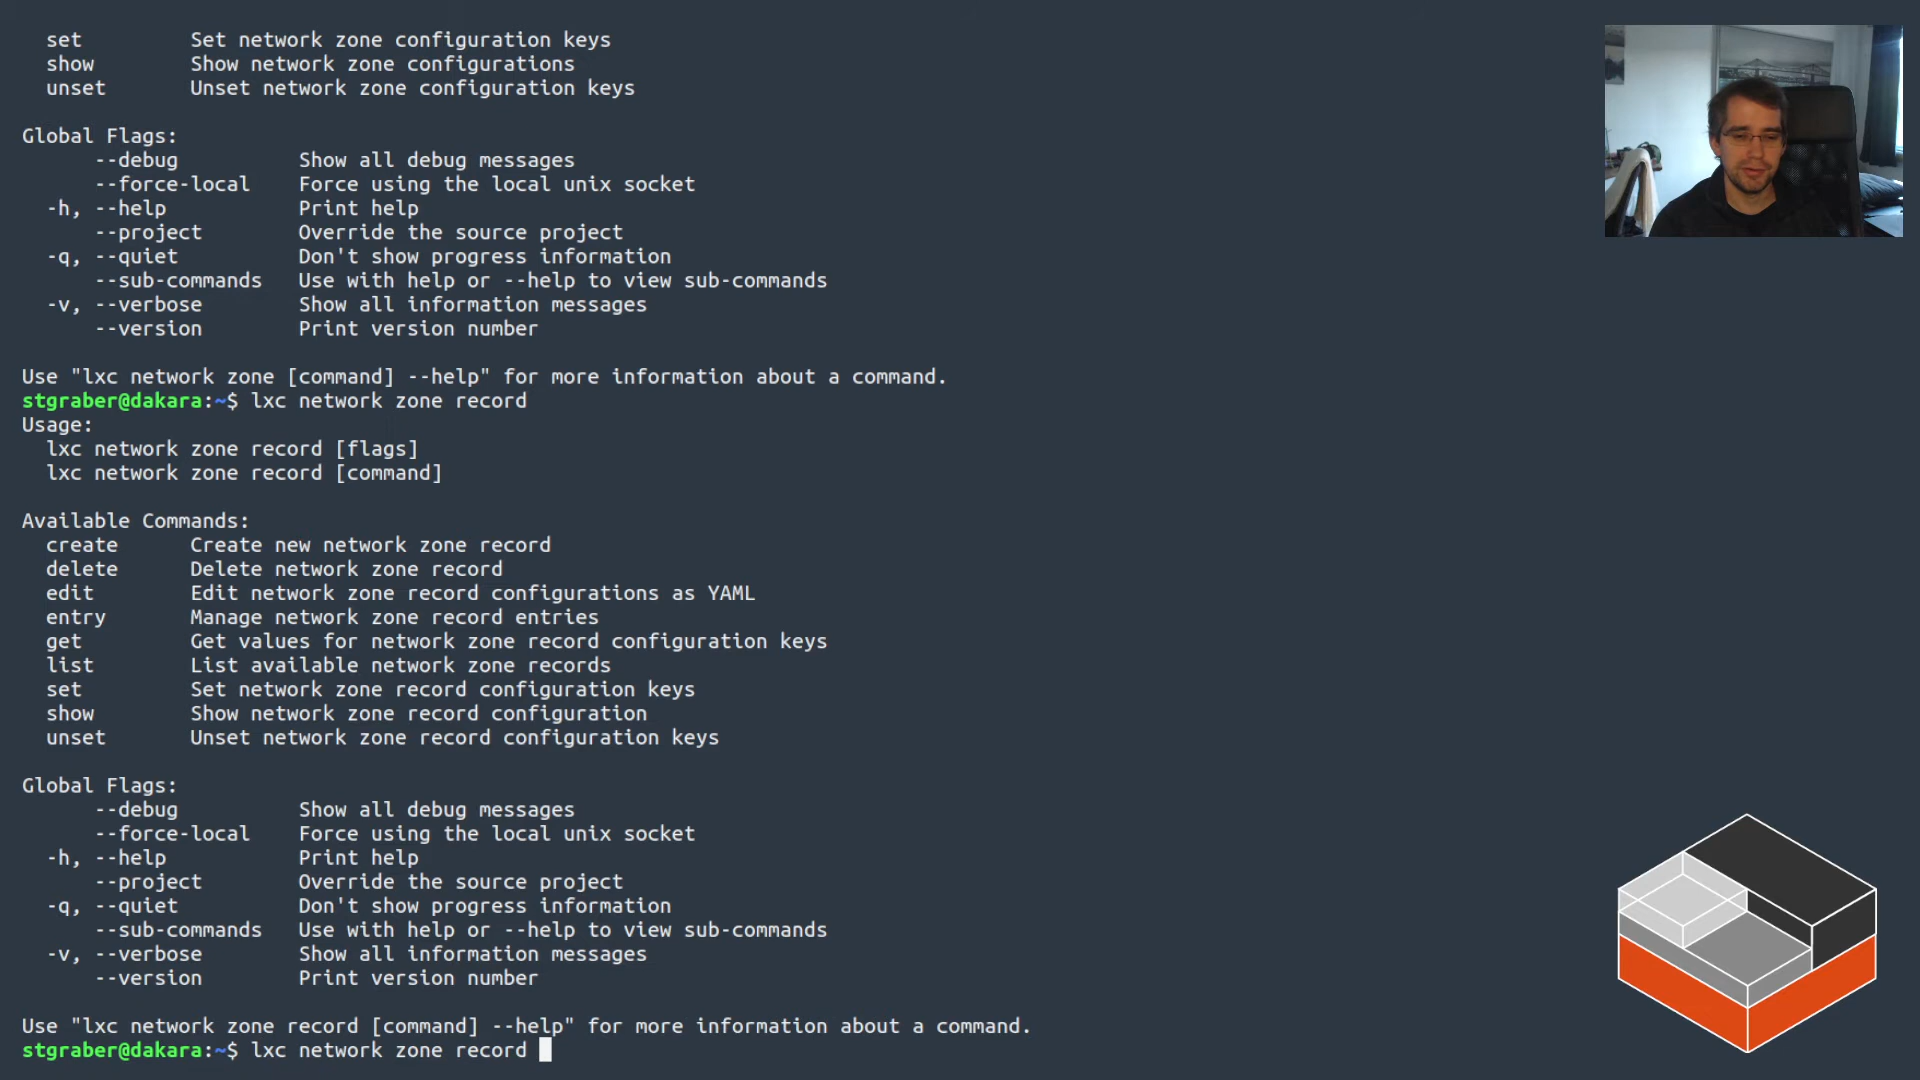 set         Set network zone configuration keys
show        Show network zone configurations
unset       Unset network zone configuration keys
Global Flags:
--debug          Show all debug messages
--force-local    Force using the local unix socket
-h, --help           Print help
--project        Override the source project
-q, --quiet          Don't show progress information
--sub-commands   Use with help or --help to view sub-commands
-v, --verbose        Show all information messages
--version        Print version number
Use "lxc network zone [command] --help" for more information about a command.
stgraber@dakara:~$ lxc network zone record
Usage:
lxc network zone record [flags]
lxc network zone record [command]
Available Commands:
create      Create new network zone record
delete      Delete network zone record
edit        Edit network zone record configurations as YAML
entry       Manage network zone record entries
get         Get values for network zone record configuration keys
list        List available network zone records
set         Set network zone record configuration keys
show        Show network zone record configuration
unset       Unset network zone record configuration keys
Global Flags:
--debug          Show all debug messages
--force-local    Force using the local unix socket
-h, --help           Print help
--project        Override the source project
-q, --quiet          Don't show progress information
--sub-commands   Use with help or --help to view sub-commands
-v, --verbose        Show all information messages
--version        Print version number
Use "lxc network zone record [command] --help" for more information about a command.
stgraber@dakara:~$ lxc network zone record